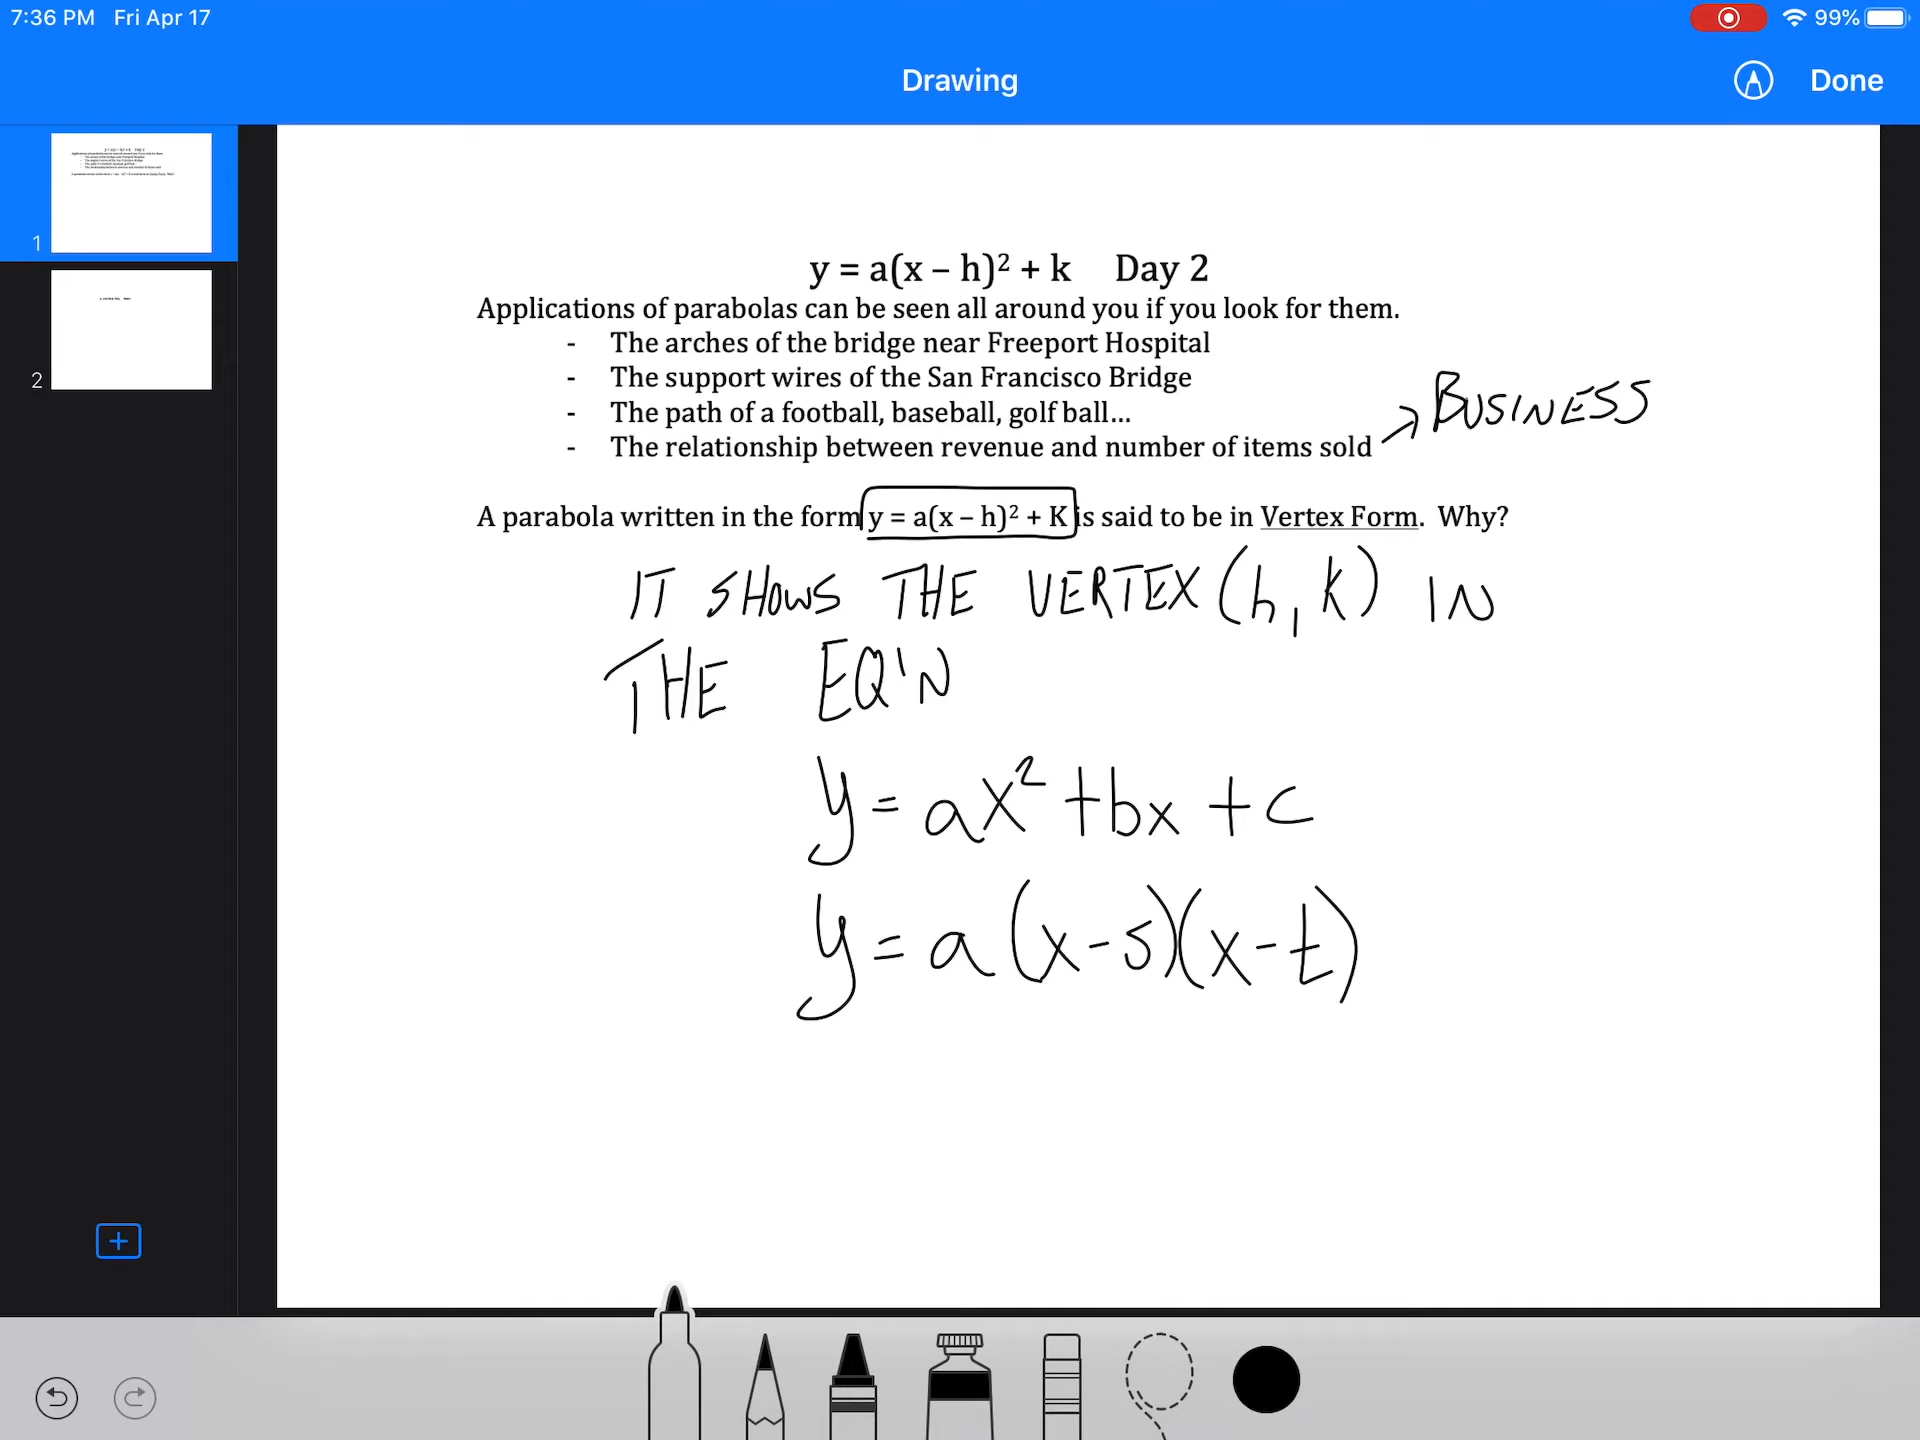 7:36 PM Fri Apr 17
99%
Drawing
Done
1
2
y = a(x – h)² + k Day 2
Applications of parabolas can be seen all around you if you look for them.
- The arches of the bridge near Freeport Hospital
- The support wires of the San Francisco Bridge
- The path of a football, baseball, golf ball...
- The relationship between revenue and number of items sold → BUSINESS
A parabola written in the form y = a(x – h)² + K is said to be in Vertex Form. Why?
IT SHOWS THE VERTEX (h, k) IN
THE EQ'N
y = ax² + bx + c
y = a(x-s)(x-t)